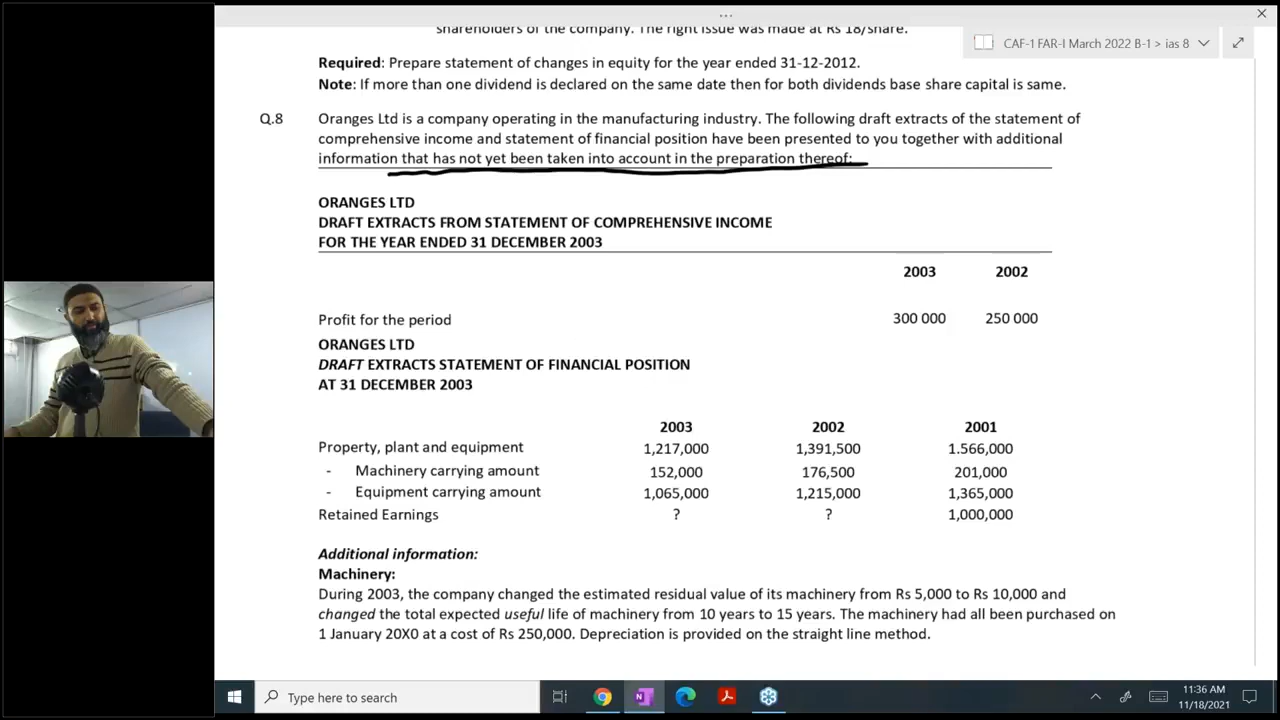 shareholders of the company. The right issue was made at Rs 18/share.
CAF-1 FAR-I March 2022 B-1 > ias 8
Required: Prepare statement of changes in equity for the year ended 31-12-2012.
Note: If more than one dividend is declared on the same date then for both dividends base share capital is same.
Q.8 Oranges Ltd is a company operating in the manufacturing industry. The following draft extracts of the statement of
comprehensive income and statement of financial position have been presented to you together with additional
information that has not yet been taken into account in the preparation thereof:
ORANGES LTD
DRAFT EXTRACTS FROM STATEMENT OF COMPREHENSIVE INCOME
FOR THE YEAR ENDED 31 DECEMBER 2003
2003 2002
Profit for the period 300 000 250 000
ORANGES LTD
DRAFT EXTRACTS STATEMENT OF FINANCIAL POSITION
AT 31 DECEMBER 2003
2003 2002 2001
Property, plant and equipment 1,217,000 1,391,500 1.566,000
- Machinery carrying amount 152,000 176,500 201,000
- Equipment carrying amount 1,065,000 1,215,000 1,365,000
Retained Earnings ? ? 1,000,000
Additional information:
Machinery:
During 2003, the company changed the estimated residual value of its machinery from Rs 5,000 to Rs 10,000 and
changed the total expected useful life of machinery from 10 years to 15 years. The machinery had all been purchased on
1 January 20X0 at a cost of Rs 250,000. Depreciation is provided on the straight line method.
Type here to search
11:36 AM
11/18/2021